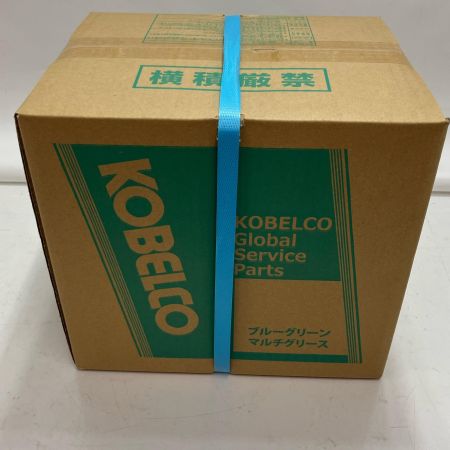 横積厳禁
KOBELCO
KOBELCO
Global
Service
Parts
ブルーグリーン
マルチグリース